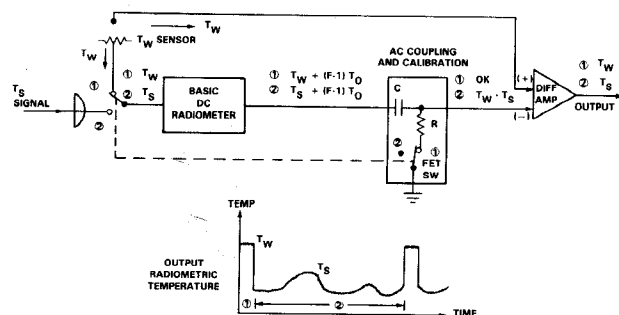 T_W
T_W SENSOR
T_W
AC COUPLING
AND CALIBRATION
T_S
SIGNAL
① T_W
② T_S
①
②
BASIC
DC
RADIOMETER
① T_W + (F-1) T_O
② T_S + (F-1) T_O
C
R
②
①
FET
SW
① OK
② T_W · T_S
(+)
(−)
DIFF
AMP
① T_W
② T_S
OUTPUT
TEMP
T_W
T_S
OUTPUT
RADIOMETRIC
TEMPERATURE
①
②
TIME